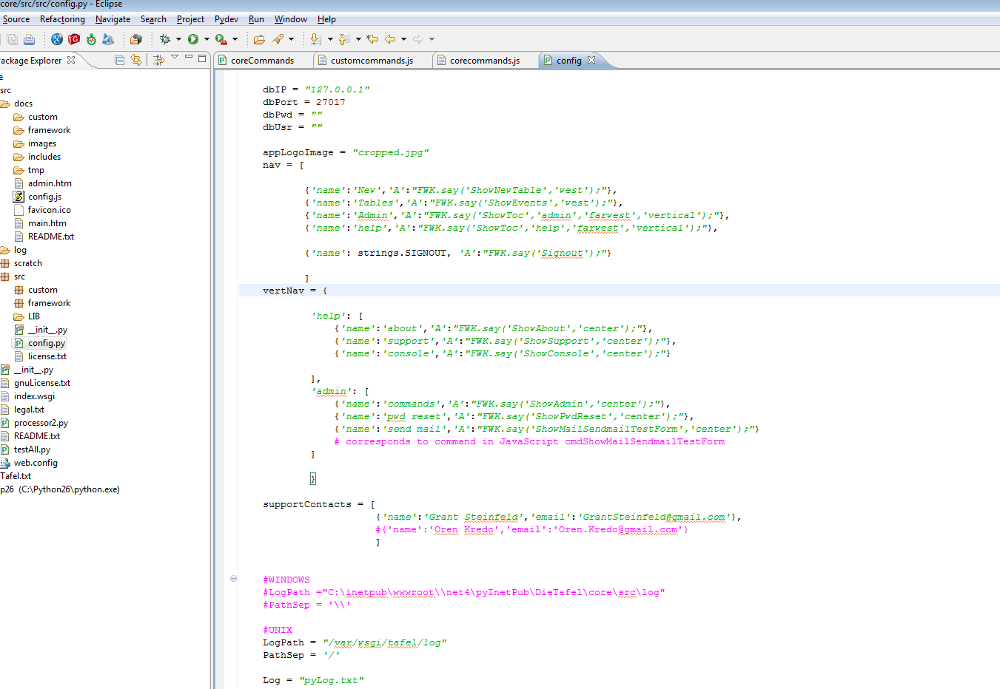 core/src/src/config.py - Eclipse
Source Refactoring Navigate Search Project Pydev Run Window Help
ackage Explorer
coreCommands customcommands.js corecommands.js config
e
src
docs
custom
framework
images
includes
tmp
admin.htm
config.js
favicon.ico
main.htm
README.txt
log
scratch
src
custom
framework
LIB
__init__.py
config.py
license.txt
__init__.py
gnuLicense.txt
index.wsgi
legal.txt
processor2.py
README.txt
testAll.py
web.config
Tafel.txt
p26 (C:\Python26\python.exe)
dbIP = "127.0.0.1"
dbPort = 27017
dbPwd = ""
dbUsr = ""
appLogoImage = "cropped.jpg"
nav = [
{'name':'New','A':"FWK.say('ShowNewTable','west');"},
{'name':'Tables','A':"FWK.say('ShowEvents','west');"},
{'name':'Admin','A':"FWK.say('ShowToc','admin','farwest','vertical');"},
{'name':'help','A':"FWK.say('ShowToc','help','farwest','vertical');"},
{'name': strings.SIGNOUT, 'A':"FWK.say('Signout');"}
]
vertNav = {
'help': [
{'name':'about','A':"FWK.say('ShowAbout','center');"},
{'name':'support','A':"FWK.say('ShowSupport','center');"},
{'name':'console','A':"FWK.say('ShowConsole','center');"}
],
'admin': [
{'name':'commands','A':"FWK.say('ShowAdmin','center');"},
{'name':'pwd reset','A':"FWK.say('ShowPwdReset','center');"},
{'name':'send mail','A':"FWK.say('ShowMailSendmailTestForm','center');"}
# corresponds to command in JavaScript cmdShowMailSendmailTestForm
]
}
supportContacts = [
{'name':'Grant Steinfeld','email':'GrantSteinfeld@gmail.com'},
#{'name':'Oren Kredo','email':'Oren.Kredo@gmail.com'}
]
#WINDOWS
#LogPath ="C:\inetpub\wwwroot\\net4\pyInetPub\DieTafel\core\src\log"
#PathSep = '\\'
#UNIX
LogPath = "/var/wsgi/tafel/log"
PathSep = '/'
Log = "pyLog.txt"